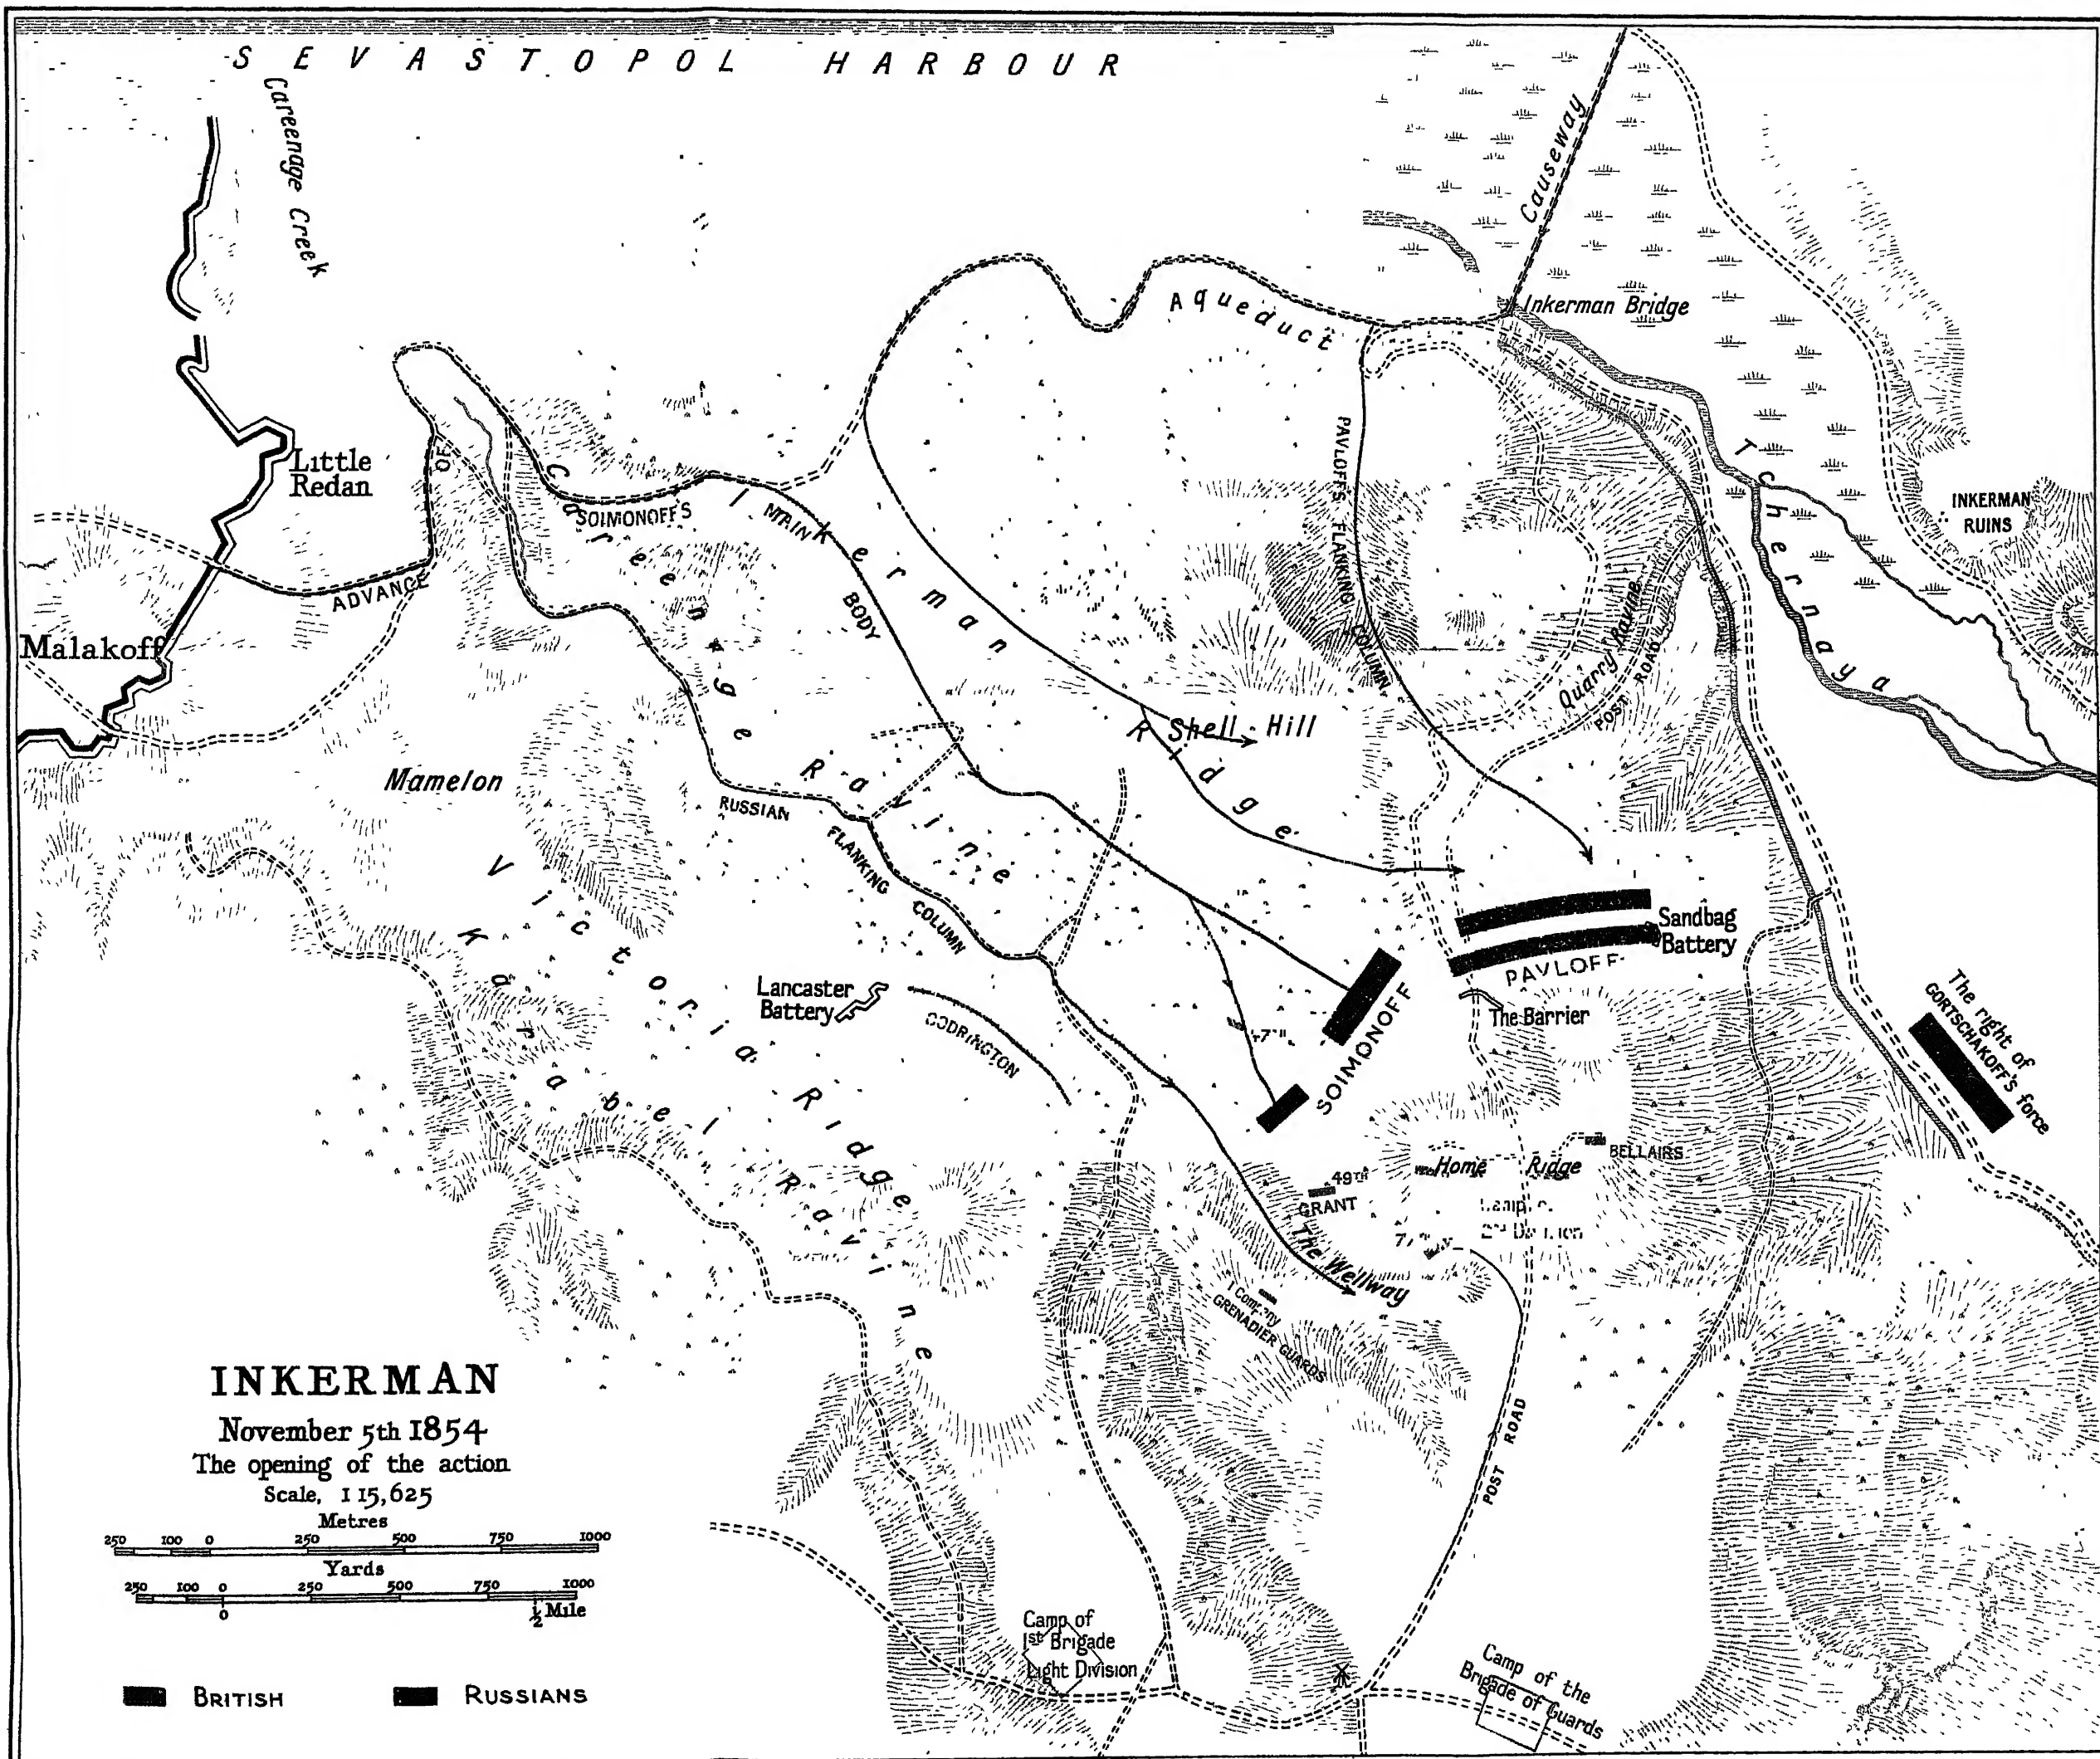 SEVASTOPOL HARBOUR
Careenage Creek
Causeway
Aqueduct
Inkerman Bridge
Little
Redan
OF
SOIMONOFF'S
MAIN
BODY
ADVANCE
Malakoff
Careenage Ravine
Inkerman Ridge
PAVLOFF'S FLANKING COLUMN
Quarry Ravine
POST ROAD
Tchernaya
INKERMAN
RUINS
Shell Hill
Mamelon
RUSSIAN
FLANKING
COLUMN
Victoria Ridge
Karabel Ravine
Lancaster
Battery
CODRINGTON
Sandbag
Battery
PAVLOFF
The Barrier
SOIMONOFF
The right of
GORTSCHAKOFF'S force
49TH
GRANT
Home Ridge
BELLAIRS
The Wellway
1 Company
GRENADIER GUARDS
POST ROAD
INKERMAN
November 5th 1854
The opening of the action
Scale, 1 15,625
Metres
250 100 0 250 500 750 1000
Yards
250 100 0 250 500 750 1000
0 ½ Mile
BRITISH RUSSIANS
Camp of
1st Brigade
Light Division
Camp of the
Brigade of Guards